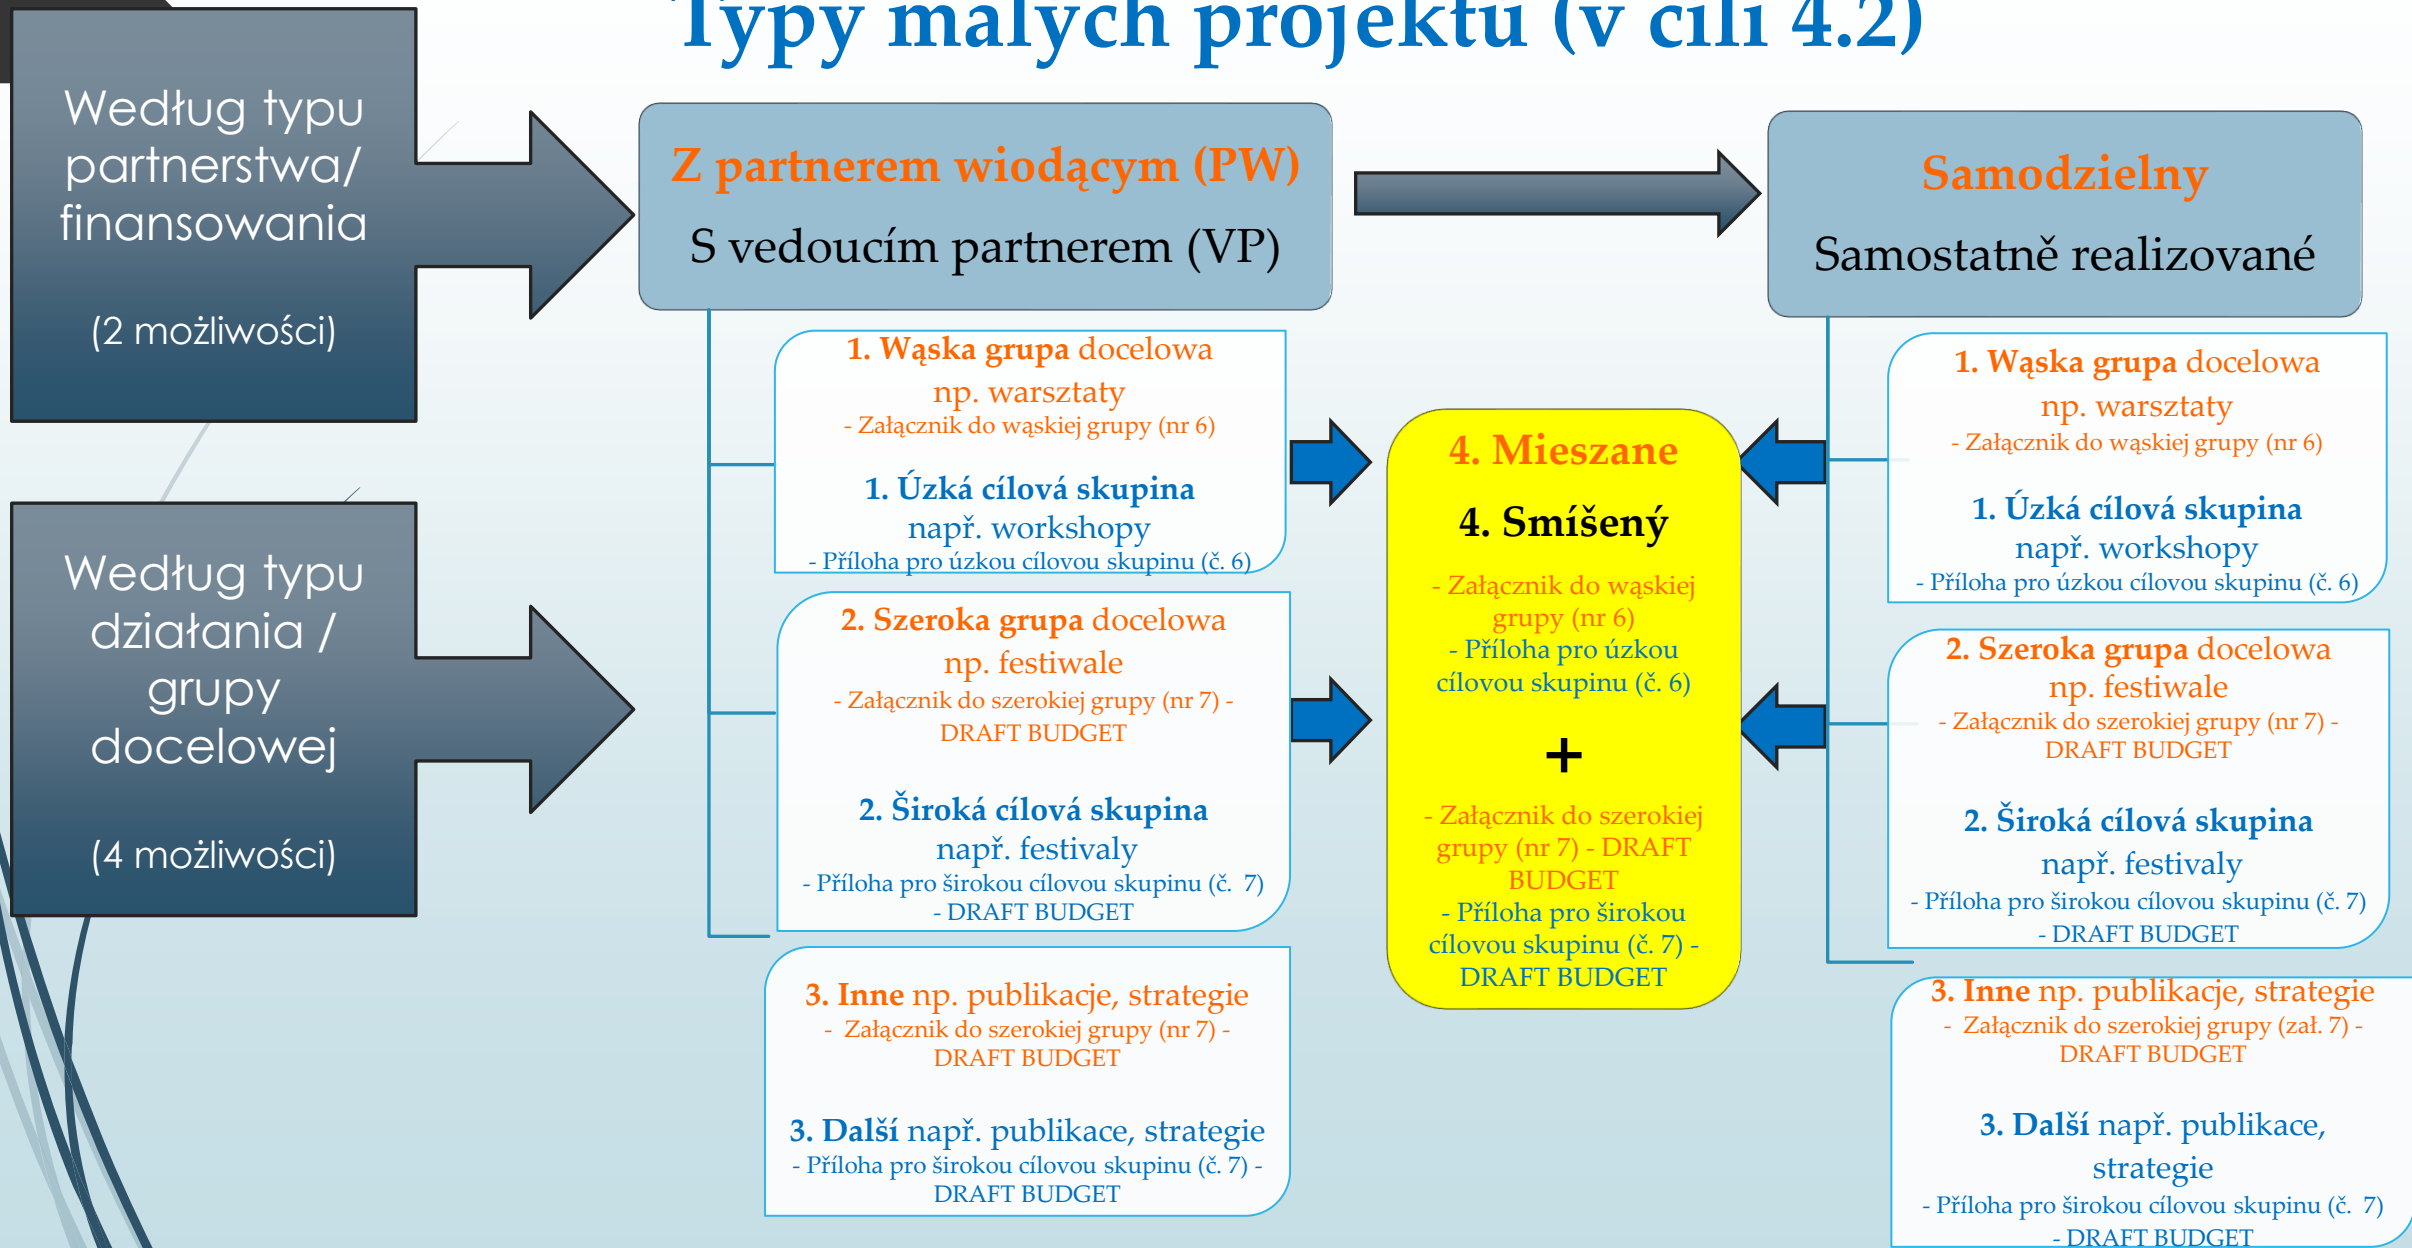 Typy malých projektů (v cíli 4.2)
Według typu
partnerstwa/
finansowania
(2 możliwości)
Z partnerem wiodącym (PW)
S vedoucím partnerem (VP)
Samodzielny
Samostatně realizované
Według typu
działania /
grupy
docelowej
(4 możliwości)
1. Wąska grupa docelowa
np. warsztaty
- Załącznik do wąskiej grupy (nr 6)
1. Úzká cílová skupina
např. workshopy
- Příloha pro úzkou cílovou skupinu (č. 6)
2. Szeroka grupa docelowa
np. festiwale
- Załącznik do szerokiej grupy (nr 7) -
DRAFT BUDGET
2. Široká cílová skupina
např. festivaly
- Příloha pro širokou cílovou skupinu (č. 7)
- DRAFT BUDGET
3. Inne np. publikacje, strategie
- Załącznik do szerokiej grupy (nr 7) -
DRAFT BUDGET
3. Další např. publikace, strategie
- Příloha pro širokou cílovou skupinu (č. 7) -
DRAFT BUDGET
4. Mieszane
4. Smíšený
- Załącznik do wąskiej
grupy (nr 6)
- Příloha pro úzkou
cílovou skupinu (č. 6)
+
- Załącznik do szerokiej
grupy (nr 7) - DRAFT
BUDGET
- Příloha pro širokou
cílovou skupinu (č. 7) -
DRAFT BUDGET
1. Wąska grupa docelowa
np. warsztaty
- Załącznik do wąskiej grupy (nr 6)
1. Úzká cílová skupina
např. workshopy
- Příloha pro úzkou cílovou skupinu (č. 6)
2. Szeroka grupa docelowa
np. festiwale
- Załącznik do szerokiej grupy (nr 7) -
DRAFT BUDGET
2. Široká cílová skupina
např. festivaly
- Příloha pro širokou cílovou skupinu (č. 7)
- DRAFT BUDGET
3. Inne np. publikacje, strategie
- Załącznik do szerokiej grupy (zał. 7) -
DRAFT BUDGET
3. Další např. publikace,
strategie
- Příloha pro širokou cílovou skupinu (č. 7)
- DRAFT BUDGET